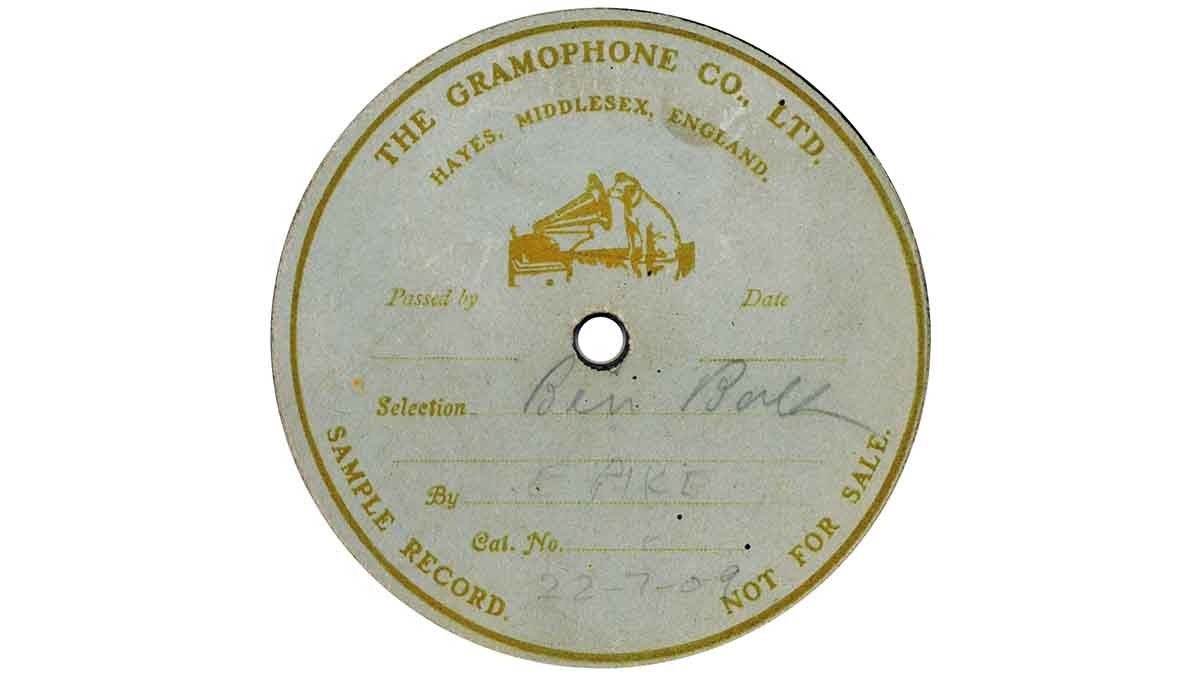 THE GRAMOPHONE CO., LTD.
HAYES, MIDDLESEX, ENGLAND.
Passed by
Date
Selection Ben Bolt
By E PIKE
Cat. No.
22-7-09
SAMPLE RECORD.
NOT FOR SALE.